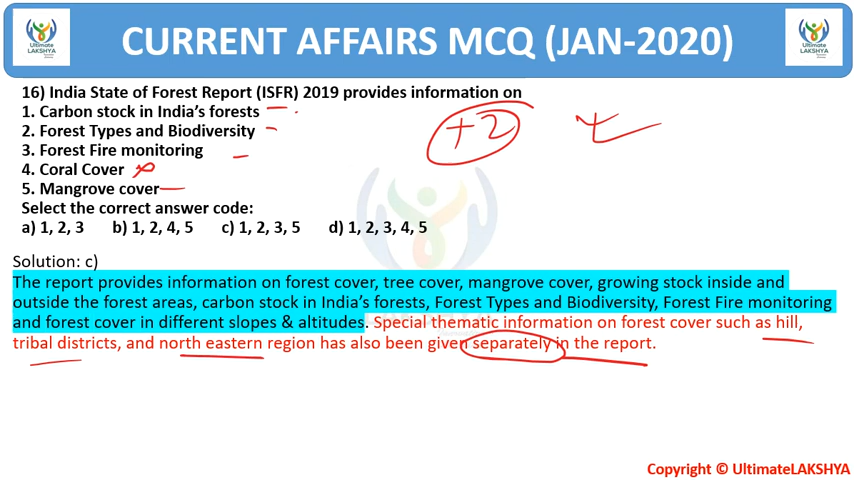 Ultimate
LAKSHYA
CURRENT AFFAIRS MCQ (JAN-2020)
Ultimate
LAKSHYA
16) India State of Forest Report (ISFR) 2019 provides information on
1. Carbon stock in India's forests
2. Forest Types and Biodiversity
3. Forest Fire monitoring
4. Coral Cover
5. Mangrove cover
+2
Select the correct answer code:
a) 1, 2, 3 b) 1, 2, 4, 5 c) 1, 2, 3, 5 d) 1, 2, 3, 4, 5
Solution: c)
The report provides information on forest cover, tree cover, mangrove cover, growing stock inside and
outside the forest areas, carbon stock in India's forests, Forest Types and Biodiversity, Forest Fire monitoring
and forest cover in different slopes & altitudes. Special thematic information on forest cover such as hill,
tribal districts, and north eastern region has also been given separately in the report.
Copyright © UltimateLAKSHYA